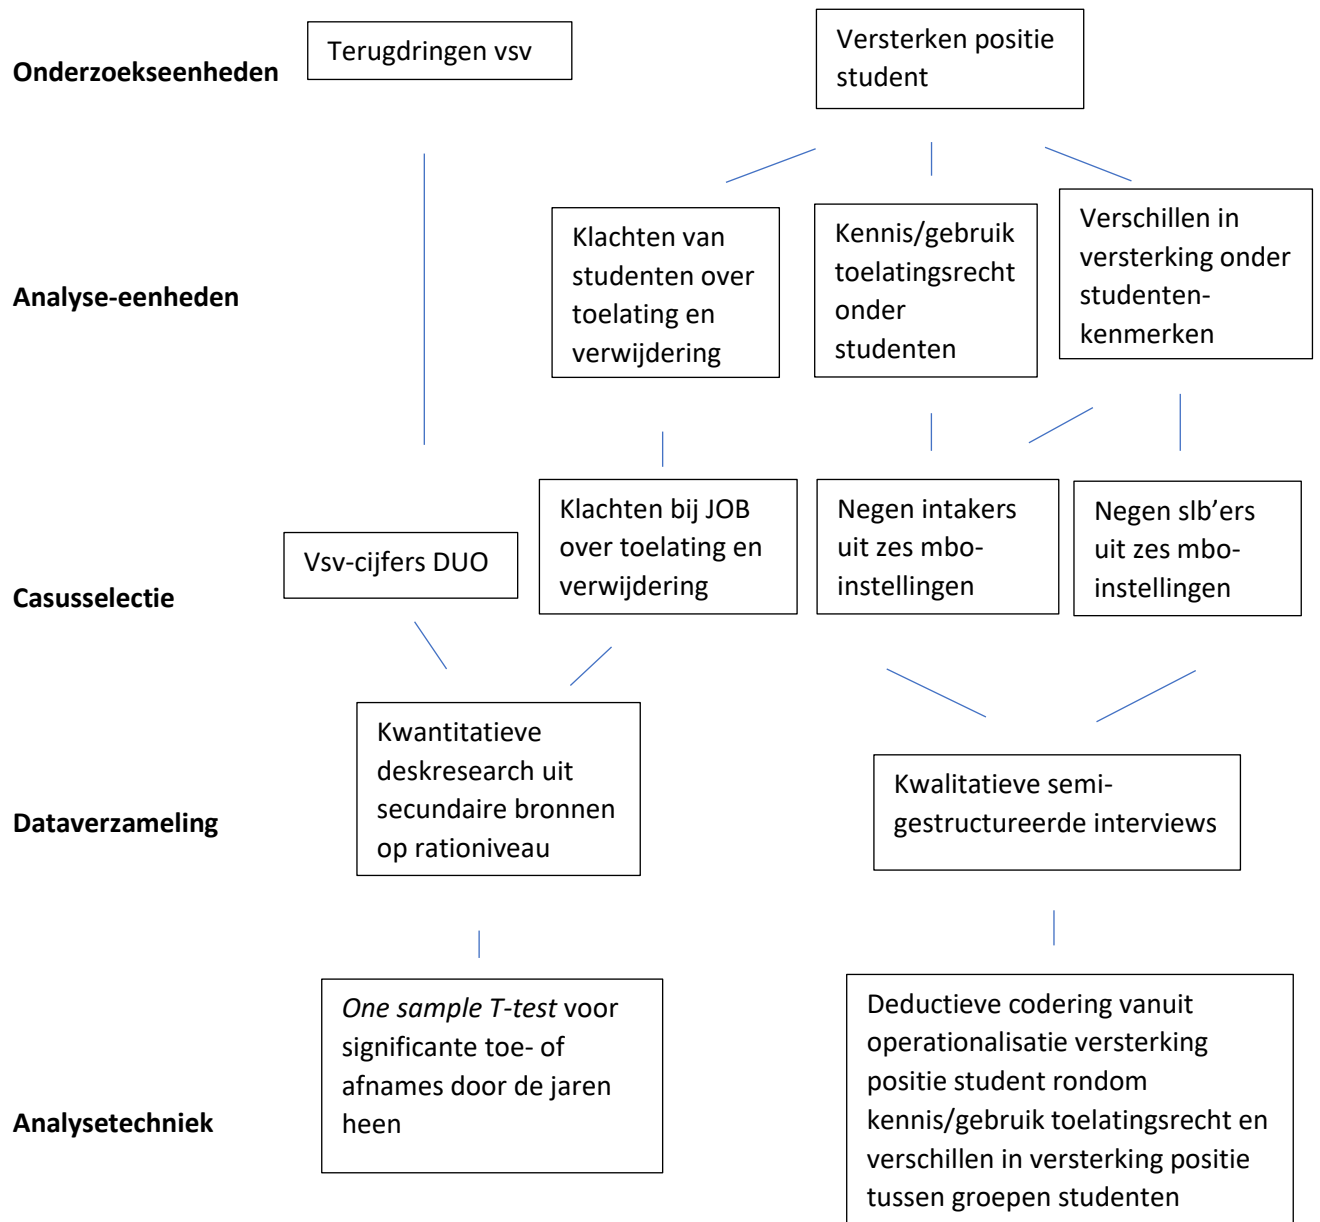 Onderzoekseenheden
Terugdringen vsv
Versterken positie
student
Analyse-eenheden
Klachten van
studenten over
toelating en
verwijdering
Kennis/gebruik
toelatingsrecht
onder
studenten
Verschillen in
versterking onder
studenten-
kenmerken
Casusselectie
Vsv-cijfers DUO
Klachten bij JOB
over toelating en
verwijdering
Negen intakers
uit zes mbo-
instellingen
Negen slb’ers
uit zes mbo-
instellingen
Dataverzameling
Kwantitatieve
deskresearch uit
secundaire bronnen
op rationiveau
Kwalitatieve semi-
gestructureerde interviews
Analysetechniek
One sample T-test voor
significante toe- of
afnames door de jaren
heen
Deductieve codering vanuit
operationalisatie versterking
positie student rondom
kennis/gebruik toelatingsrecht en
verschillen in versterking positie
tussen groepen studenten